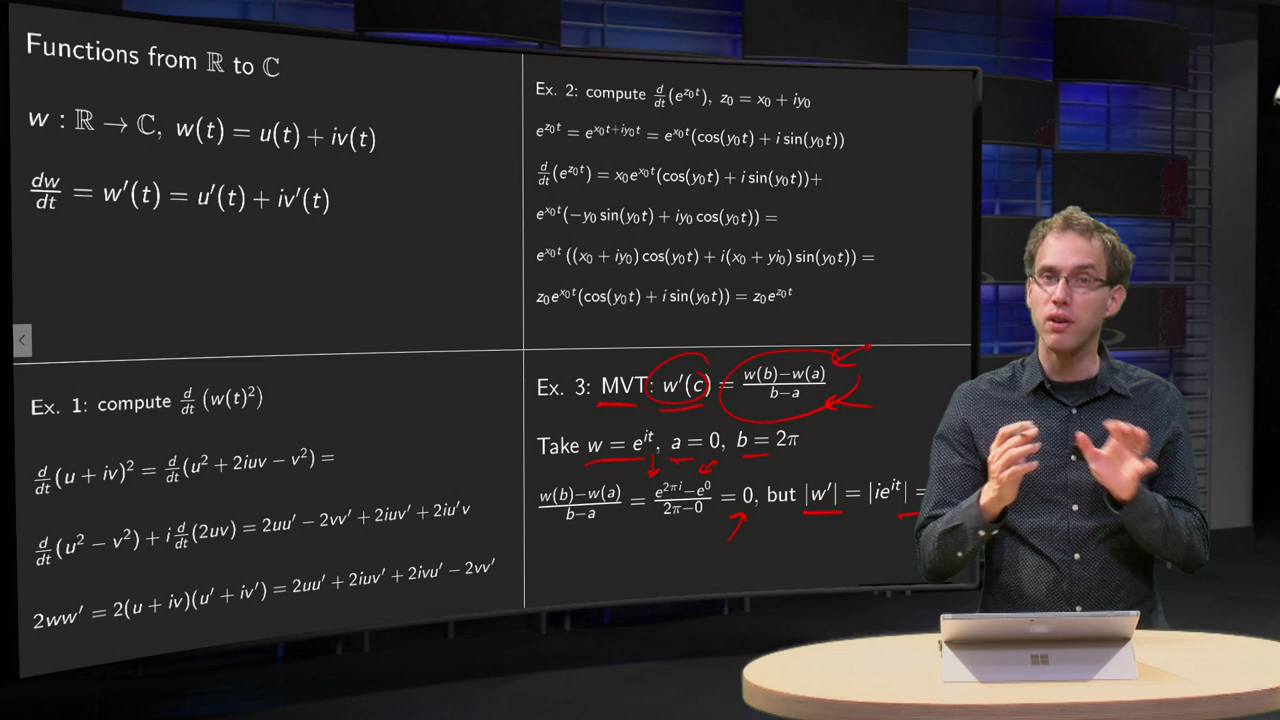 Functions from ℝ to ℂ
w : ℝ → ℂ, w(t) = u(t) + iv(t)
dw/dt = w′(t) = u′(t) + iv′(t)
Ex. 1: compute d/dt (w(t)²)
d/dt(u + iv)² = d/dt(u² + 2iuv − v²) =
d/dt(u² − v²) + i d/dt(2uv) = 2uu′ − 2vv′ + 2iuv′ + 2iu′v
2ww′ = 2(u + iv)(u′ + iv′) = 2uu′ + 2iuv′ + 2ivu′ − 2vv′
Ex. 2: compute d/dt(e^{z₀t}), z₀ = x₀ + iy₀
e^{z₀t} = e^{x₀t+iy₀t} = e^{x₀t}(cos(y₀t) + i sin(y₀t))
d/dt(e^{z₀t}) = x₀e^{x₀t}(cos(y₀t) + i sin(y₀t))+
e^{x₀t}(−y₀ sin(y₀t) + iy₀ cos(y₀t)) =
e^{x₀t} ((x₀ + iy₀) cos(y₀t) + i(x₀ + yi₀) sin(y₀t)) =
z₀e^{x₀t}(cos(y₀t) + i sin(y₀t)) = z₀e^{z₀t}
Ex. 3: MVT: w′(c) = (w(b)−w(a))/(b−a)
Take w = e^{it}, a = 0, b = 2π
(w(b)−w(a))/(b−a) = (e^{2πi}−e⁰)/(2π−0) = 0, but |w′| = |ie^{it}| =